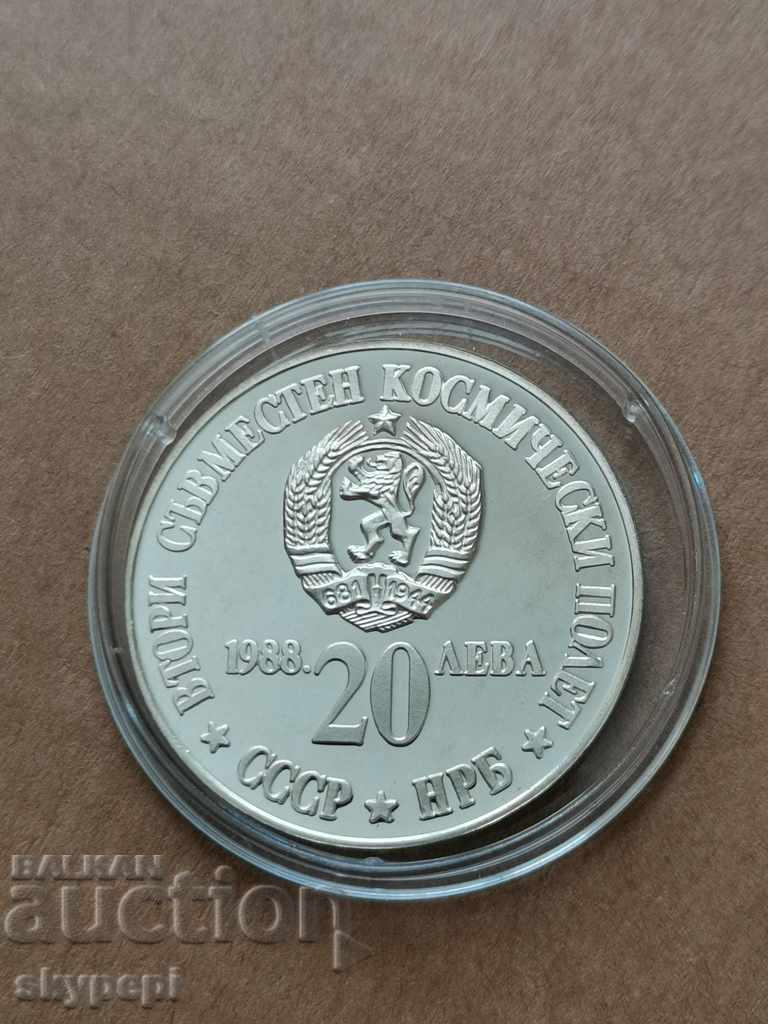 ВТОРИ СЪВМЕСТЕН КОСМИЧЕСКИ ПОЛЕТ
681 1944
1988. 20 ЛЕВА
★ СССР ★ НРБ ★
BALKAN
auction
skypepi